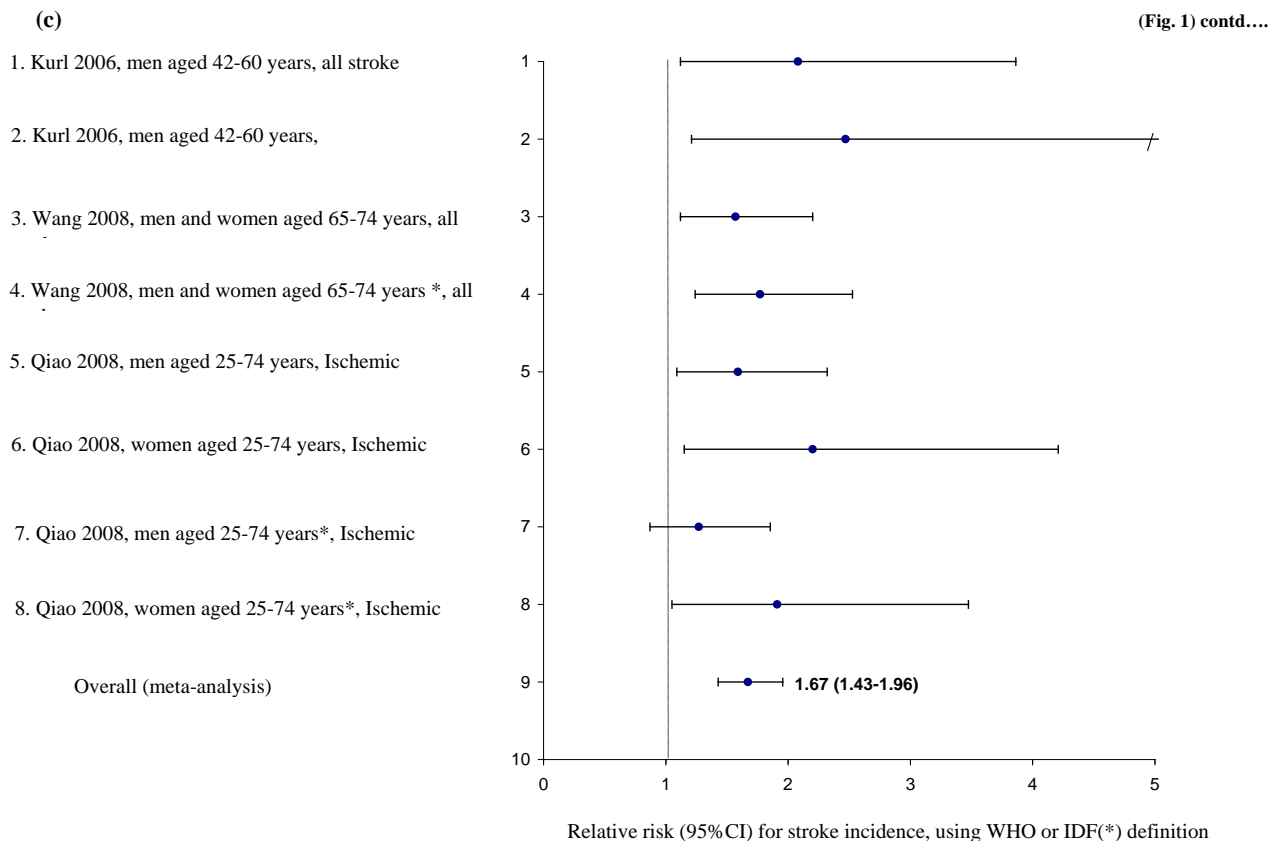 (c)
(Fig. 1) contd….
1. Kurl 2006, men aged 42-60 years, all stroke
1
2. Kurl 2006, men aged 42-60 years,
2
3. Wang 2008, men and women aged 65-74 years, all
3
4. Wang 2008, men and women aged 65-74 years *, all
4
5. Qiao 2008, men aged 25-74 years, Ischemic
5
6. Qiao 2008, women aged 25-74 years, Ischemic
6
7. Qiao 2008, men aged 25-74 years*, Ischemic
7
8. Qiao 2008, women aged 25-74 years*, Ischemic
8
Overall (meta-analysis)
9
1.67 (1.43-1.96)
10
0 1 2 3 4 5
Relative risk (95%CI) for stroke incidence, using WHO or IDF(*) definition